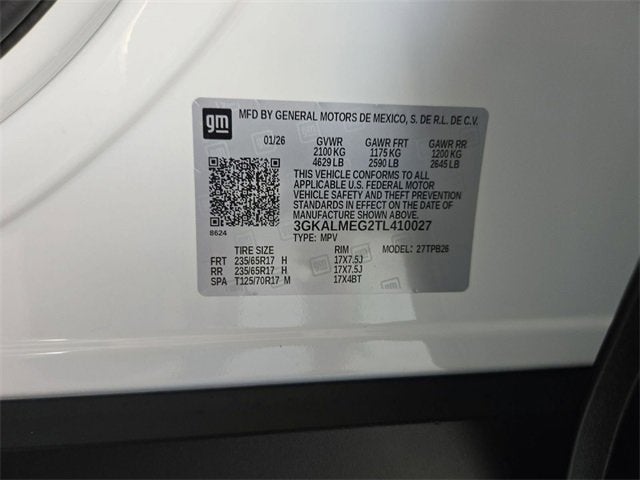 gm
MFD BY GENERAL MOTORS DE MEXICO, S. DE R.L. DE C.V.
01/26 GVWR GAWR FRT GAWR RR
2100 KG 1175 KG 1200 KG
4629 LB 2590 LB 2645 LB
THIS VEHICLE CONFORMS TO ALL
APPLICABLE U.S. FEDERAL MOTOR
VEHICLE SAFETY AND THEFT PREVENTION
STANDARDS IN EFFECT ON THE DATE OF
MANUFACTURE SHOWN ABOVE.
3GKALMEG2TL410027
8624
TYPE: MPV MODEL: 27TPB26
TIRE SIZE RIM
FRT 235/65R17 H 17X7.5J
RR 235/65R17 H 17X7.5J
SPA T125/70R17 M 17X4BT